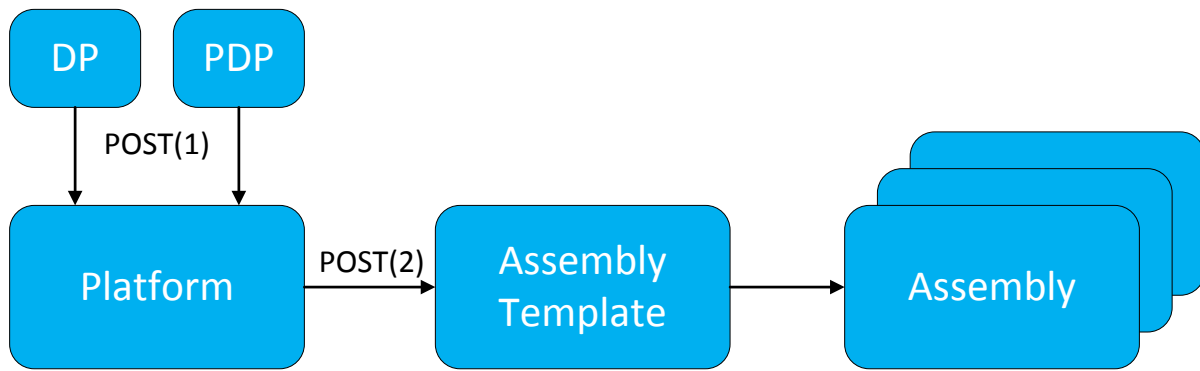 DP
PDP
POST(1)
Platform
POST(2)
Assembly
Template
Assembly